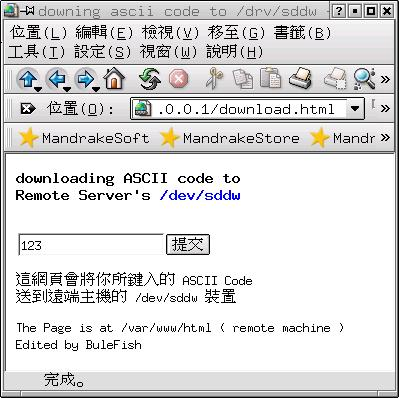 downing ascii code to /drv/sddw
位置(L) 編輯(E) 檢視(V) 移至(G) 書籤(B)
工具(T) 設定(S) 視窗(W) 說明(H)
位置(O): .0.0.1/download.html
MandrakeSoft MandrakeStore Mandr
downloading ASCII code to
Remote Server's /dev/sddw
123 提交
這網頁會將你所鍵入的 ASCII Code
送到遠端主機的 /dev/sddw 裝置
The Page is at /var/www/html ( remote machine )
Edited by BuleFish
完成。